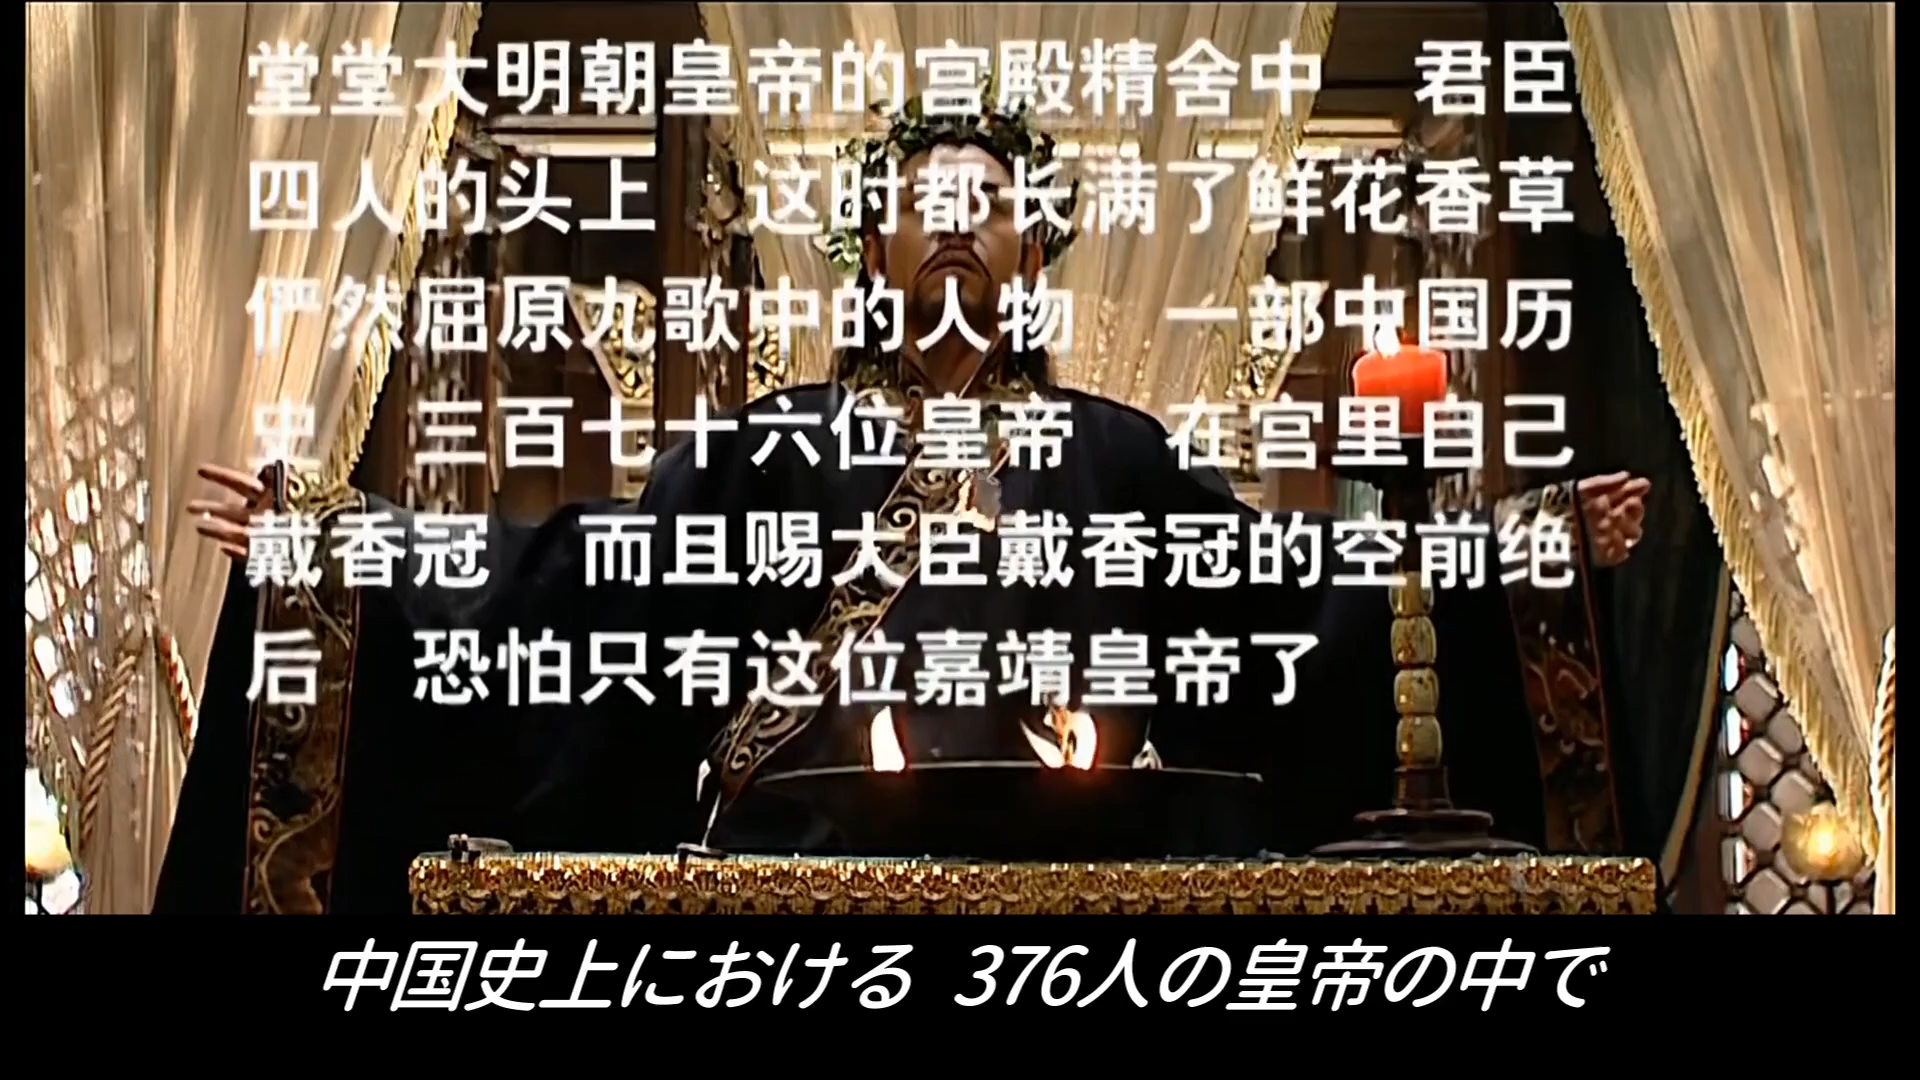 堂堂大明朝皇帝的宫殿精舍中　君臣
四人的头上　这时都长满了鲜花香草
俨然屈原九歌中的人物　一部中国历
史　三百七十六位皇帝　在宫里自己
戴香冠　而且赐大臣戴香冠的空前绝
后　恐怕只有这位嘉靖皇帝了
中国史上における 376人の皇帝の中で